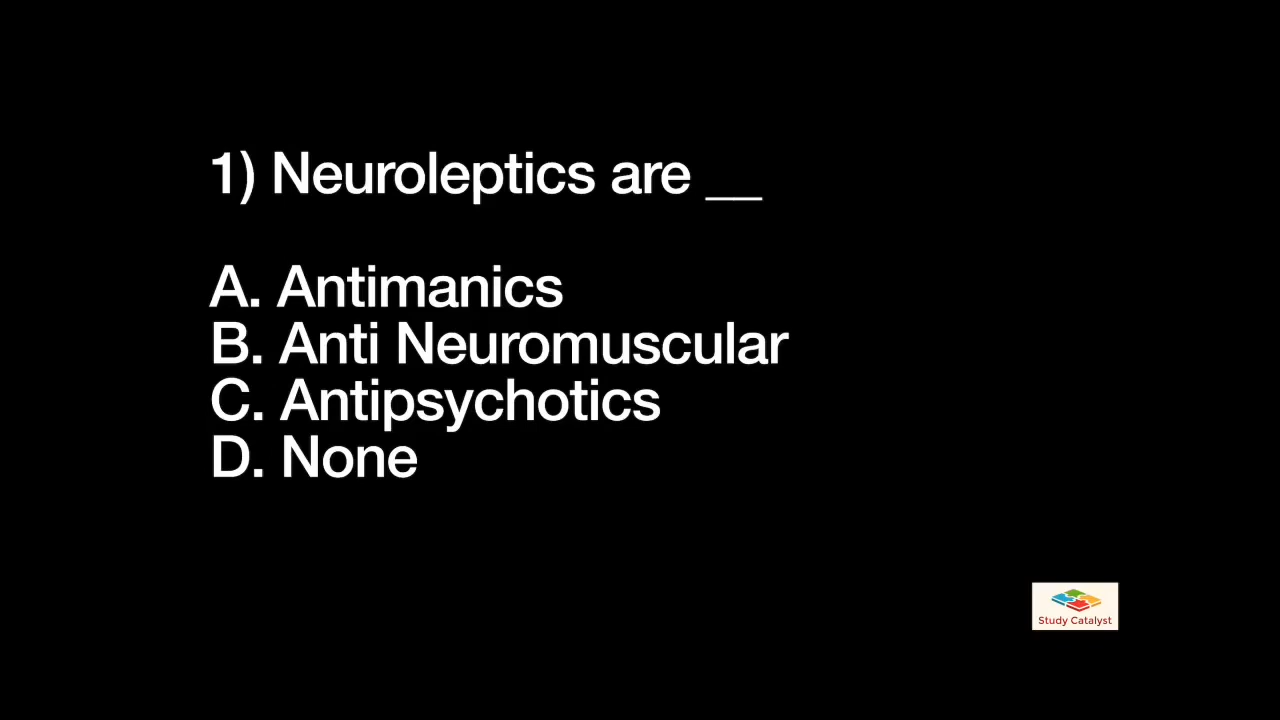 1) Neuroleptics are __
A. Antimanics
B. Anti Neuromuscular
C. Antipsychotics
D. None
Study Catalyst